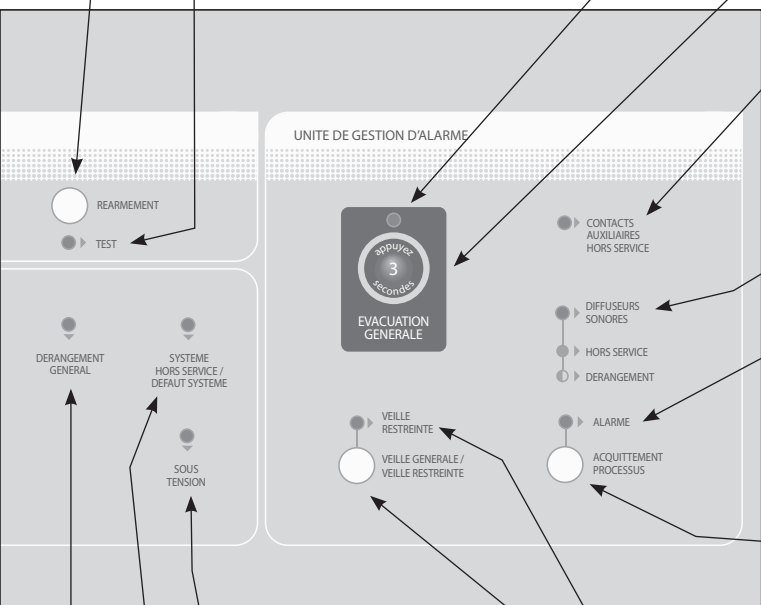 UNITE DE GESTION D'ALARME
REARMEMENT
TEST
DERANGEMENT
GENERAL
SYSTEME
HORS SERVICE /
DEFAUT SYSTEME
SOUS
TENSION
appuyez
3
secondes
EVACUATION
GENERALE
CONTACTS
AUXILIAIRES
HORS SERVICE
DIFFUSEURS
SONORES
HORS SERVICE
DERANGEMENT
VEILLE
RESTREINTE
VEILLE GENERALE /
VEILLE RESTREINTE
ALARME
ACQUITTEMENT
PROCESSUS